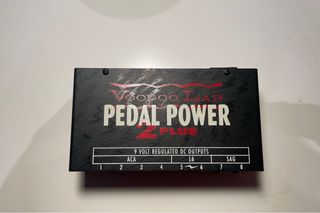 VOODOO LAB
PEDAL POWER
2 PLUS
9 VOLT REGULATED DC OUTPUTS
ACA L6 SAG
1 2 3 4 5 6 7 8